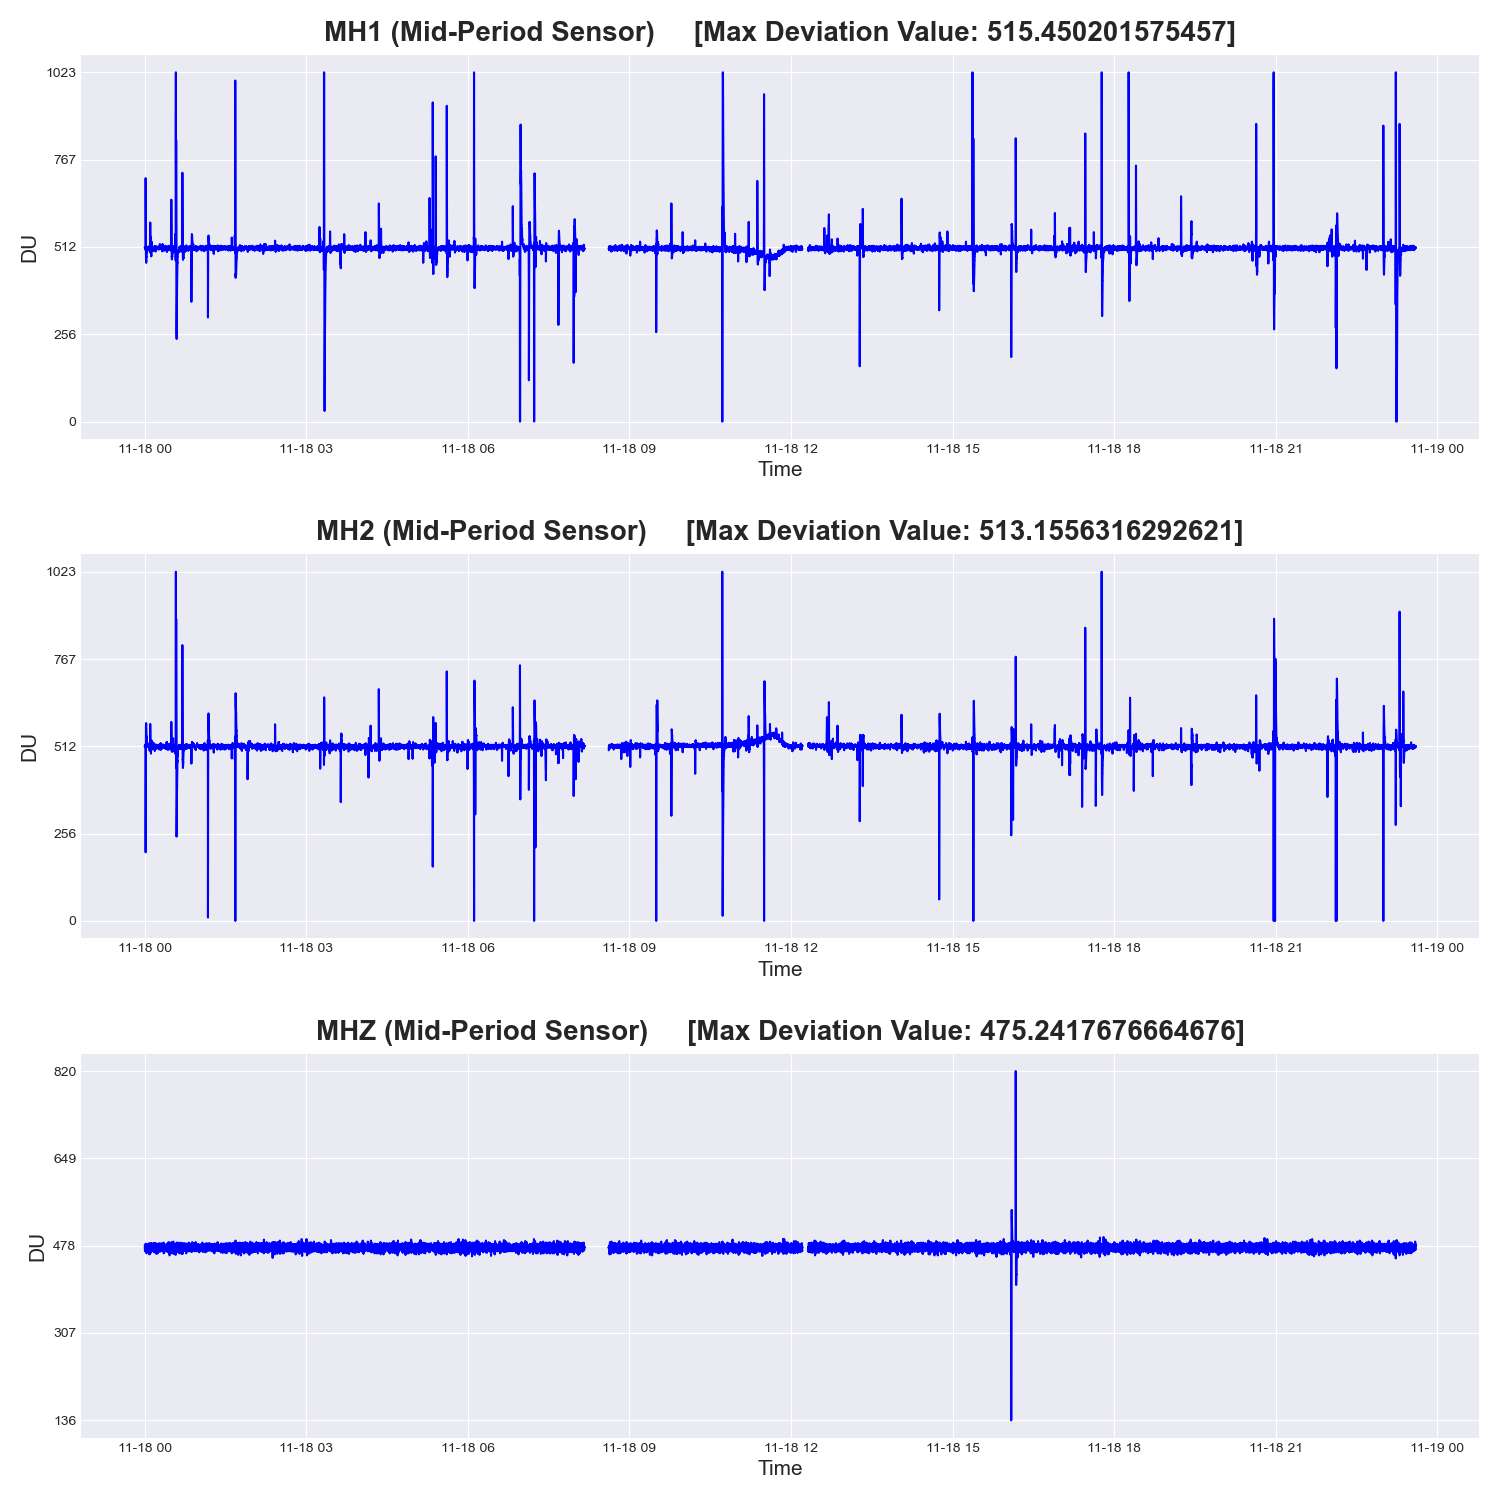 MH1 (Mid-Period Sensor) [Max Deviation Value: 515.450201575457]
1023
767
512
256
0
DU
11-18 00 11-18 03 11-18 06 11-18 09 11-18 12 11-18 15 11-18 18 11-18 21 11-19 00
Time
MH2 (Mid-Period Sensor) [Max Deviation Value: 513.1556316292621]
1023
767
512
256
0
DU
11-18 00 11-18 03 11-18 06 11-18 09 11-18 12 11-18 15 11-18 18 11-18 21 11-19 00
Time
MHZ (Mid-Period Sensor) [Max Deviation Value: 475.2417676664676]
820
649
478
307
136
DU
11-18 00 11-18 03 11-18 06 11-18 09 11-18 12 11-18 15 11-18 18 11-18 21 11-19 00
Time